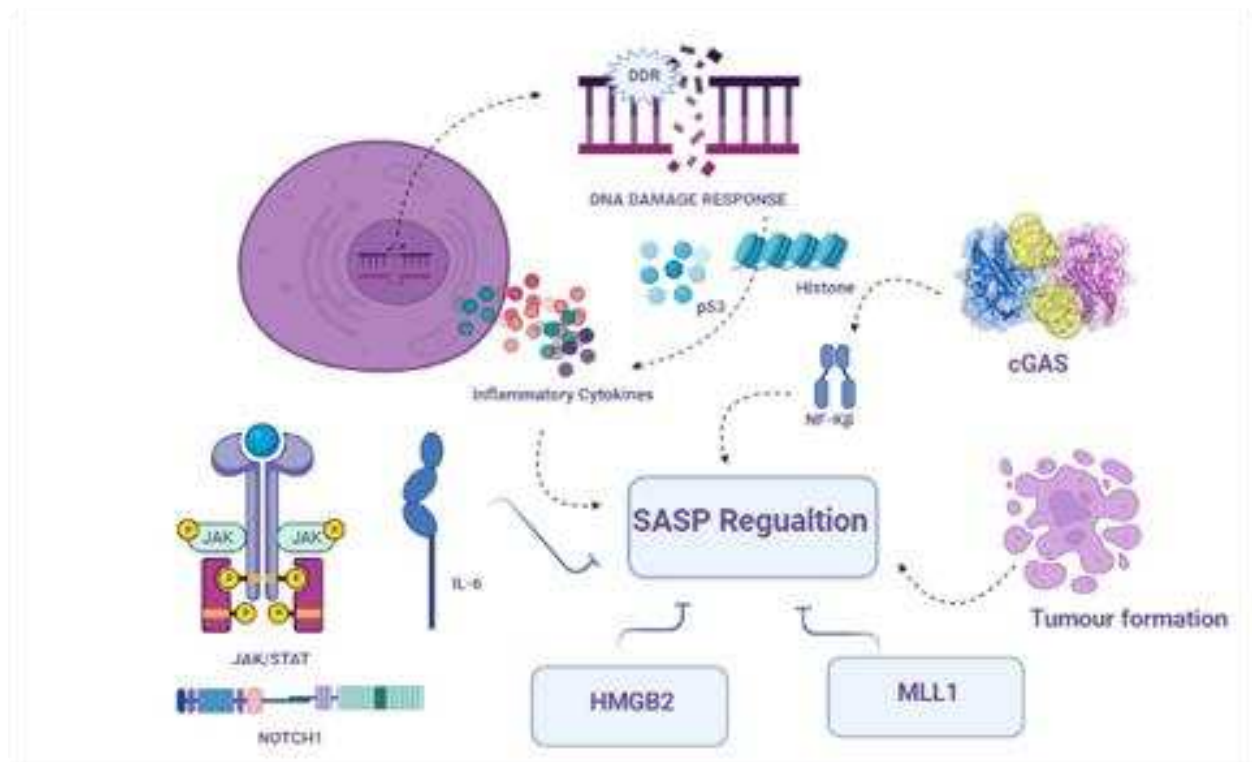 DDR
DNA DAMAGE RESPONSE
Histone
p53
cGAS
Inflammatory Cytokines
NF-Kβ
SASP Regualtion
JAK
JAK
P
P
P
P
P
P
IL-6
Tumour formation
JAK/STAT
HMGB2
MLL1
NOTCH1